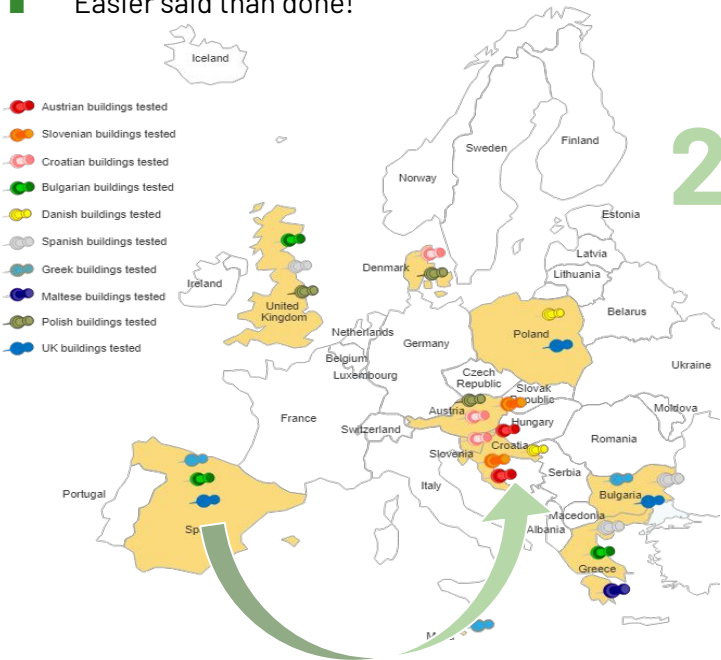 Easier said than done!
Iceland
Austrian buildings tested
Slovenian buildings tested
Croatian buildings tested
Bulgarian buildings tested
Danish buildings tested
Spanish buildings tested
Greek buildings tested
Maltese buildings tested
Polish buildings tested
UK buildings tested
2
Finland
Sweden
Norway
Estonia
Latvia
Lithuania
Denmark
Ireland
United
Kingdom
Belarus
Poland
Netherlands
Germany
Belgium
Luxembourg
Ukraine
Czech
Republic
Slovak
Republic
Moldova
France
Austria
Hungary
Switzerland
Croatia
Romania
Slovenia
Serbia
Italy
Portugal
Bulgaria
Macedonia
Albania
Greece